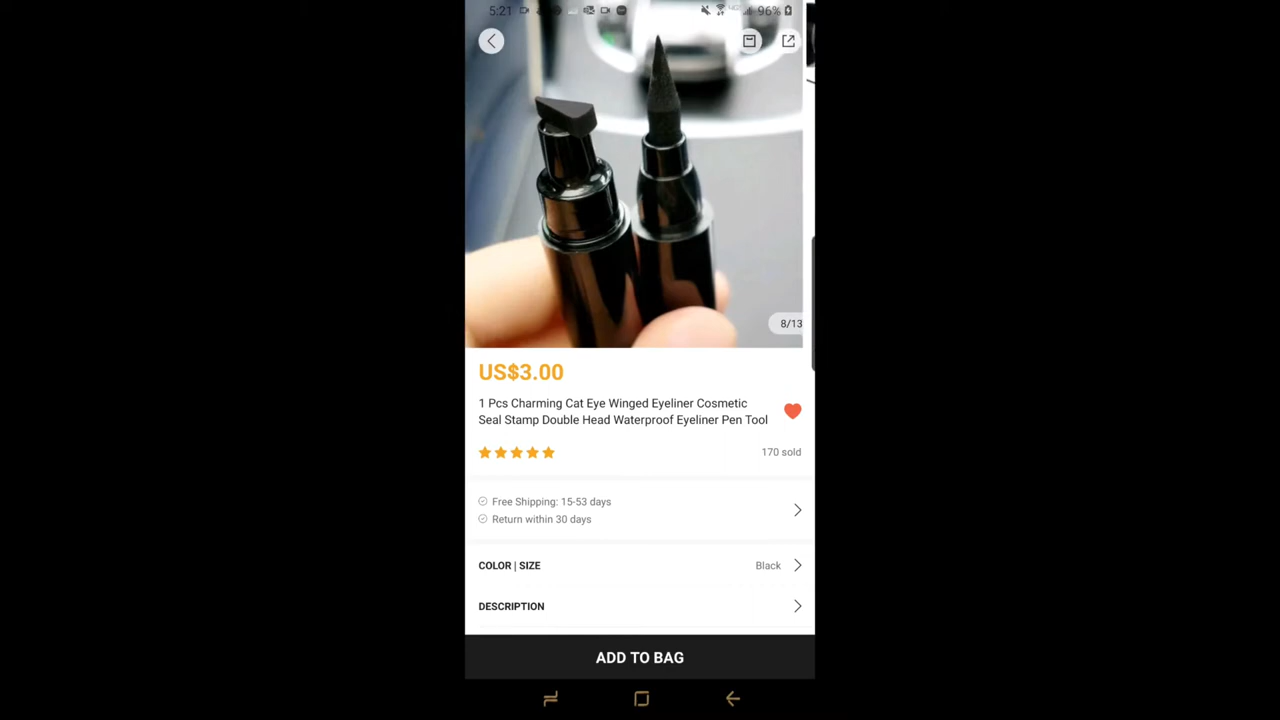 5:21
96%
8/13
US$3.00
1 Pcs Charming Cat Eye Winged Eyeliner Cosmetic
Seal Stamp Double Head Waterproof Eyeliner Pen Tool
170 sold
Free Shipping: 15-53 days
Return within 30 days
COLOR | SIZE Black
DESCRIPTION
ADD TO BAG